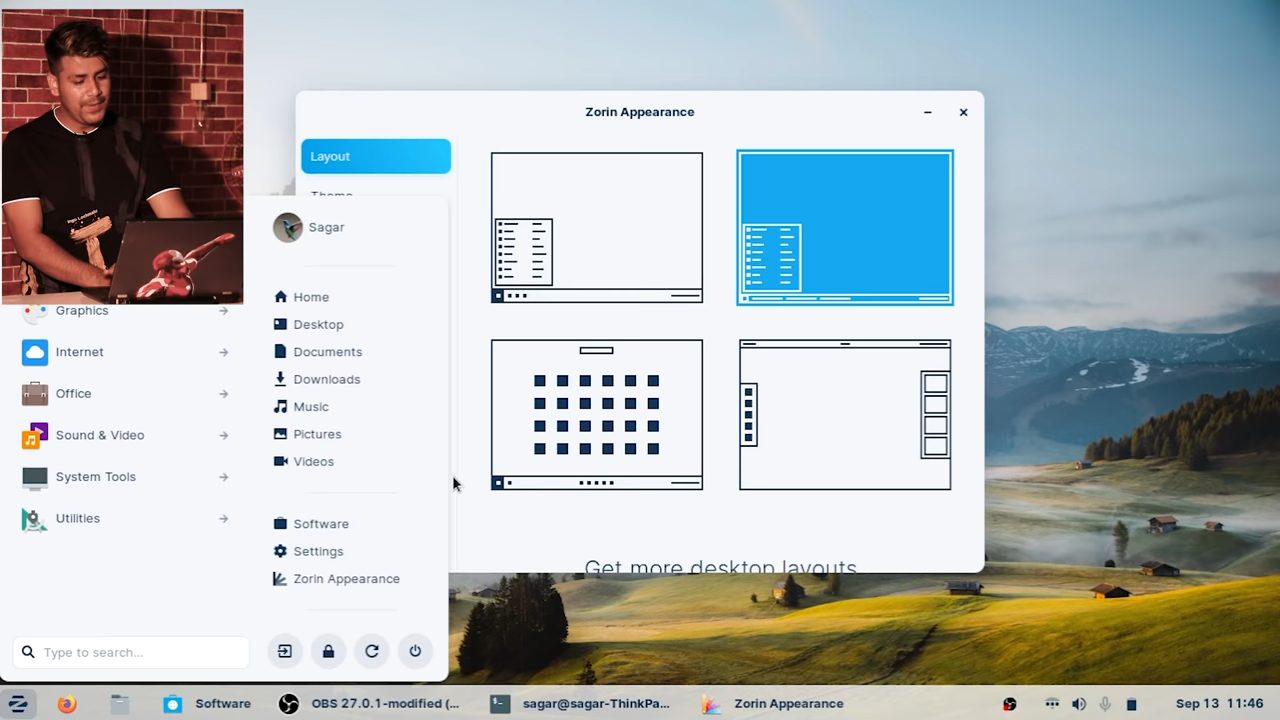 Zorin Appearance
Layout
Sagar
Home
Desktop
Documents
Downloads
Music
Pictures
Videos
Software
Settings
Zorin Appearance
Graphics
Internet
Office
Sound & Video
System Tools
Utilities
Type to search...
Get more desktop layouts
Software
OBS 27.0.1-modified (...
sagar@sagar-ThinkPa...
Zorin Appearance
Sep 13 11:46